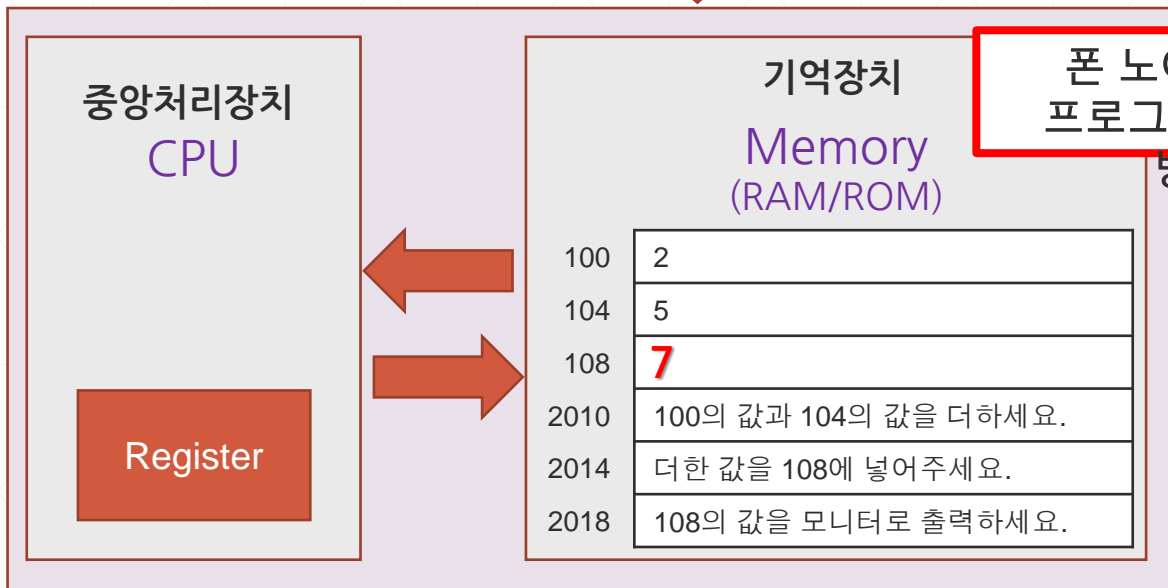 중앙처리장치
CPU
Register
기억장치
Memory
(RAM/ROM)
100 2
104 5
108 7
2010 100의 값과 104의 값을 더하세요.
2014 더한 값을 108에 넣어주세요.
2018 108의 값을 모니터로 출력하세요.
폰